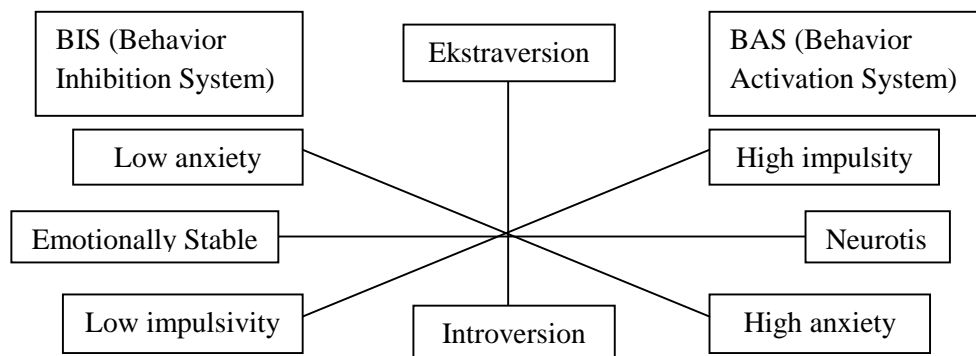 BIS (Behavior
Inhibition System)
Ekstraversion
BAS (Behavior
Activation System)
Low anxiety
High impulsity
Emotionally Stable
Neurotis
Low impulsivity
Introversion
High anxiety